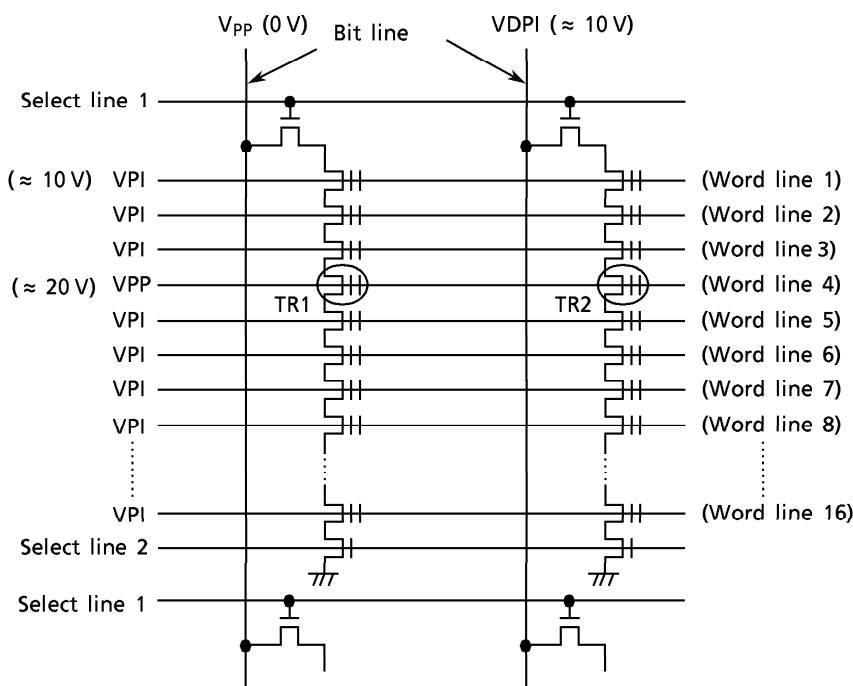 VPP (0 V) Bit line VDPI (≈ 10 V)
Select line 1
(≈ 10 V) VPI (Word line 1)
VPI (Word line 2)
VPI (Word line 3)
(≈ 20 V) VPP (Word line 4)
TR1 TR2
VPI (Word line 5)
VPI (Word line 6)
VPI (Word line 7)
VPI (Word line 8)
VPI (Word line 16)
Select line 2
Select line 1